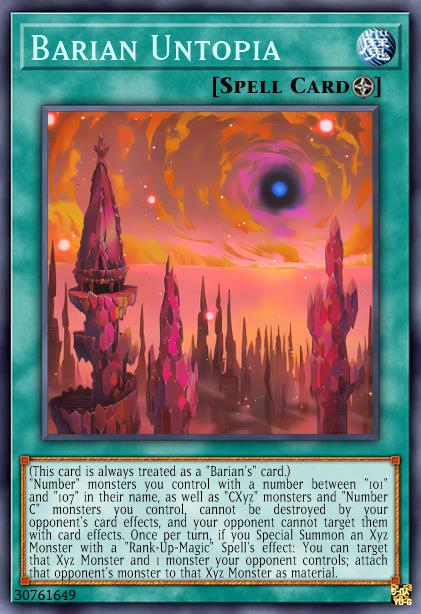 Barian Untopia
魔
[Spell Card]
(This card is always treated as a "Barian's" card.)
"Number" monsters you control with a number between "101"
and "107" in their name, as well as "CXyz" monsters and "Number
C" monsters you control, cannot be destroyed by your
opponent's card effects, and your opponent cannot target them
with card effects. Once per turn, if you Special Summon an Xyz
Monster with a "Rank-Up-Magic" Spell's effect: You can target
that Xyz Monster and 1 monster your opponent controls; attach
that opponent's monster to that Xyz Monster as material.
30761649